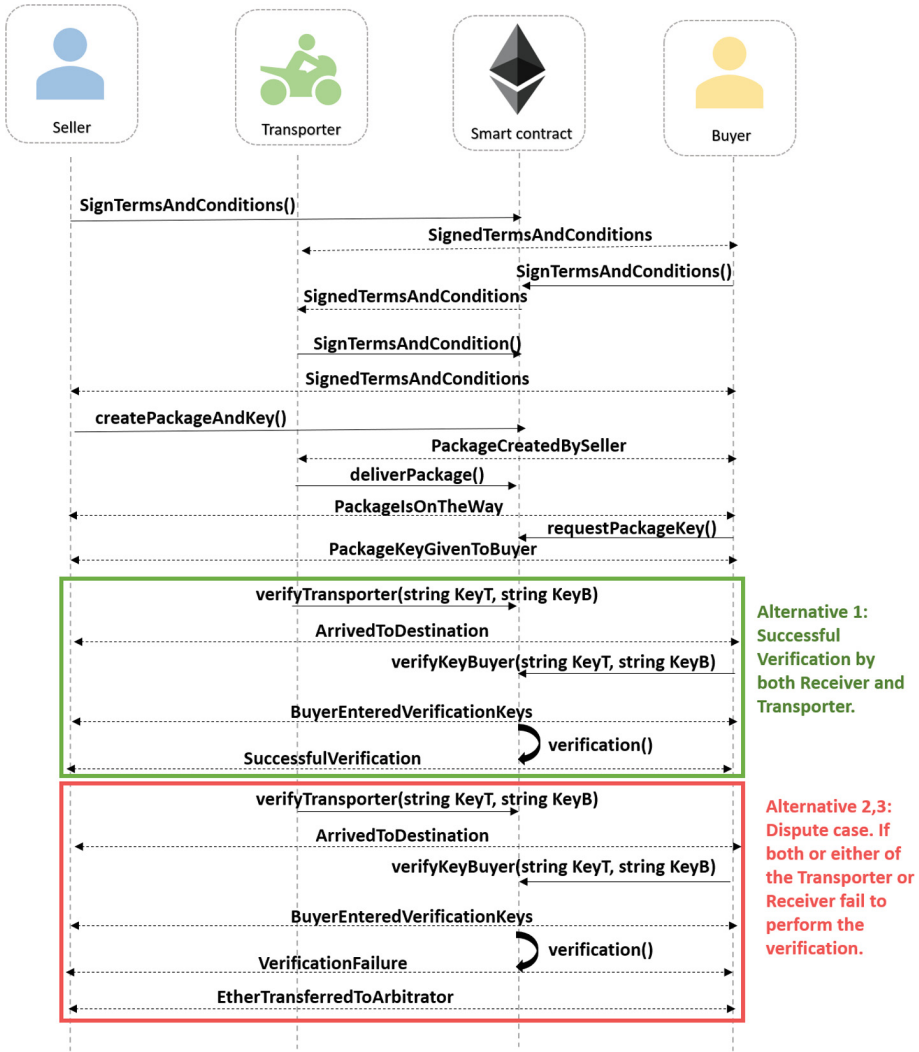 Seller
Transporter
Smart contract
Buyer
SignTermsAndConditions()
SignedTermsAndConditions
SignTermsAndConditions()
SignedTermsAndConditions
SignTermsAndCondition()
SignedTermsAndConditions
createPackageAndKey()
PackageCreatedBySeller
deliverPackage()
PackageIsOnTheWay
requestPackageKey()
PackageKeyGivenToBuyer
verifyTransporter(string KeyT, string KeyB)
ArrivedToDestination
verifyKeyBuyer(string KeyT, string KeyB)
BuyerEnteredVerificationKeys
verification()
SuccessfulVerification
Alternative 1:
Successful
Verification by
both Receiver and
Transporter.
verifyTransporter(string KeyT, string KeyB)
ArrivedToDestination
verifyKeyBuyer(string KeyT, string KeyB)
BuyerEnteredVerificationKeys
verification()
VerificationFailure
EtherTransferredToArbitrator
Alternative 2,3:
Dispute case. If
both or either of
the Transporter or
Receiver fail to
perform the
verification.